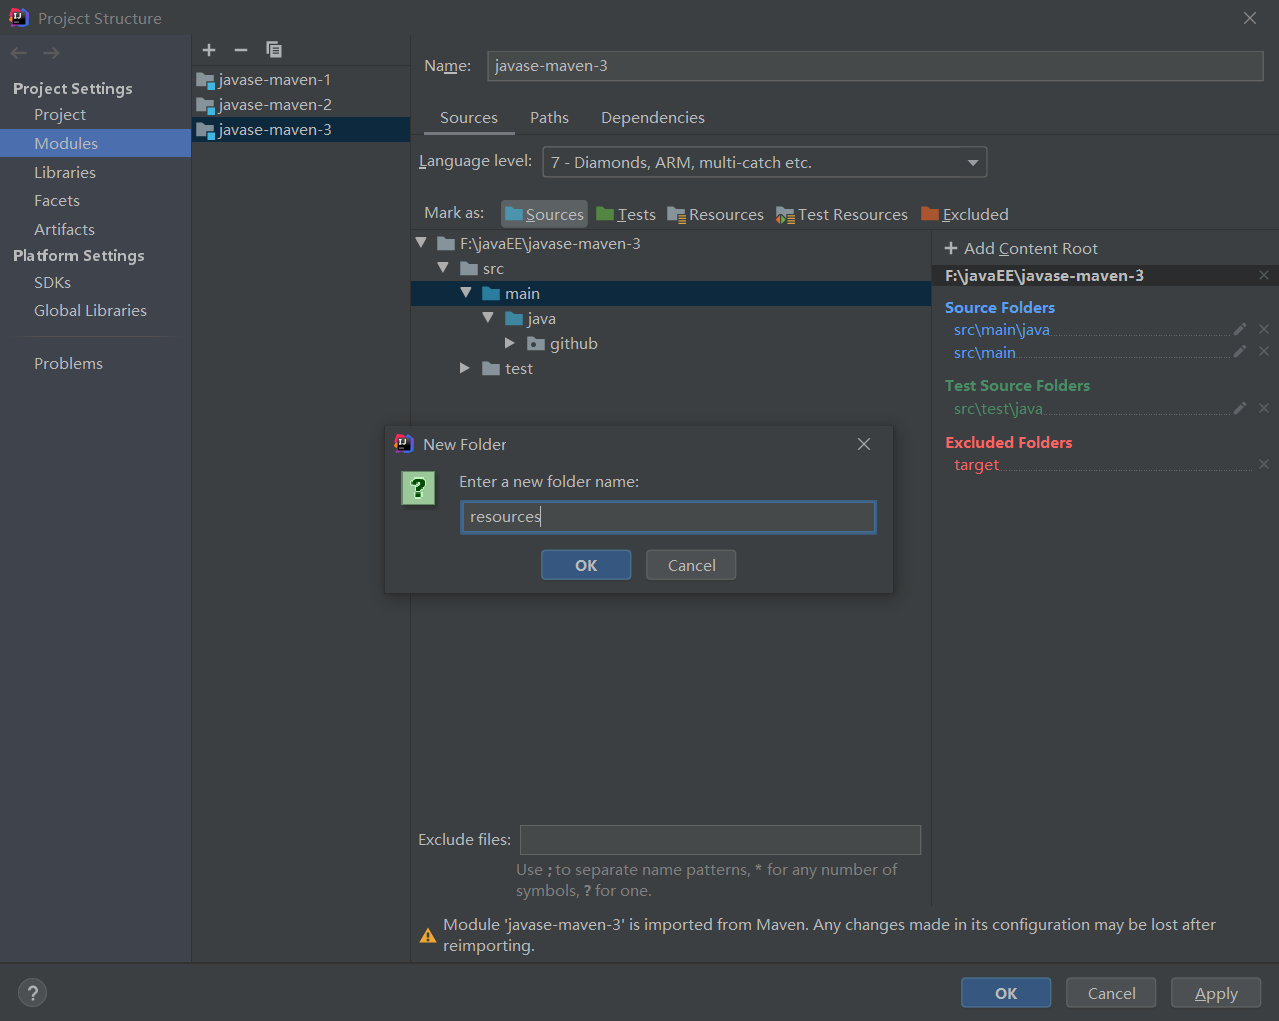 Project Structure
Project Settings
Project
Modules
Libraries
Facets
Artifacts
Platform Settings
SDKs
Global Libraries
Problems
javase-maven-1
javase-maven-2
javase-maven-3
Name: javase-maven-3
Sources Paths Dependencies
Language level: 7 - Diamonds, ARM, multi-catch etc.
Mark as: Sources Tests Resources Test Resources Excluded
F:\javaEE\javase-maven-3
src
main
java
github
test
Add Content Root
F:\javaEE\javase-maven-3
Source Folders
src\main\java
src\main
Test Source Folders
src\test\java
Excluded Folders
target
New Folder
Enter a new folder name:
resources
OK Cancel
Exclude files:
Use ; to separate name patterns, * for any number of
symbols, ? for one.
Module 'javase-maven-3' is imported from Maven. Any changes made in its configuration may be lost after
reimporting.
? OK Cancel Apply